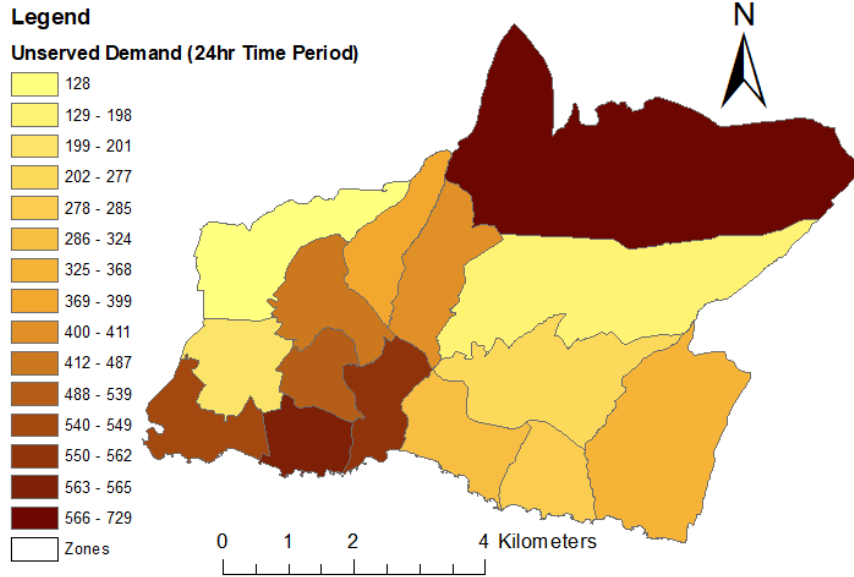 Legend
N
Unserved Demand (24hr Time Period)
128
129 - 198
199 - 201
202 - 277
278 - 285
286 - 324
325 - 368
369 - 399
400 - 411
412 - 487
488 - 539
540 - 549
550 - 562
563 - 565
566 - 729
Zones
0 1 2 4 Kilometers